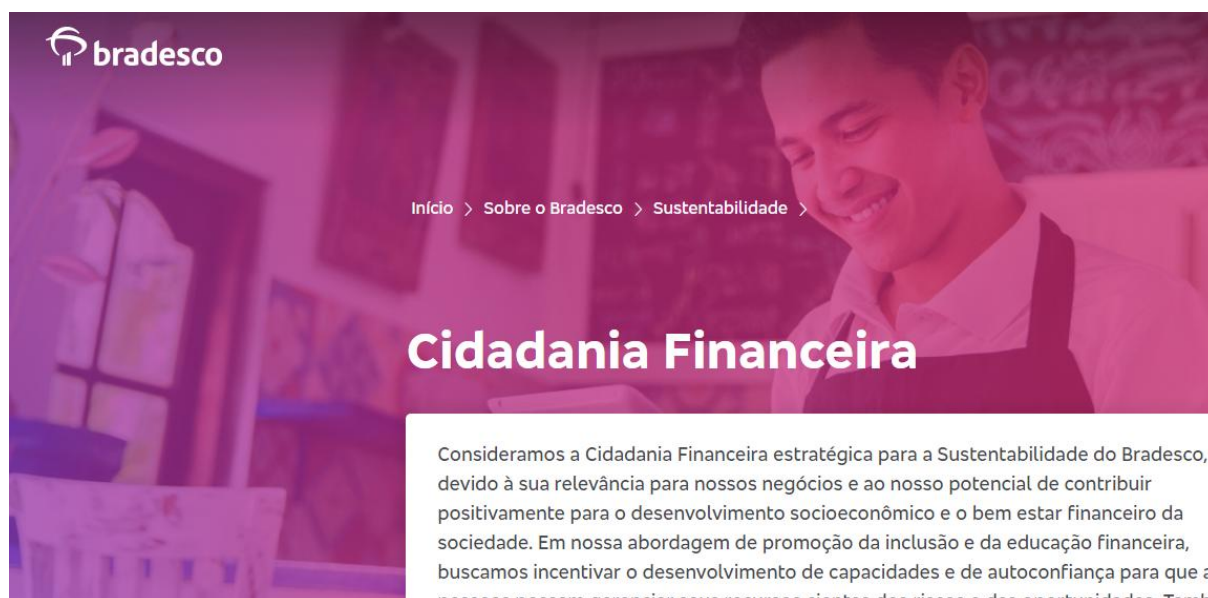 bradesco
Início > Sobre o Bradesco > Sustentabilidade >
Cidadania Financeira
Consideramos a Cidadania Financeira estratégica para a Sustentabilidade do Bradesco,
devido à sua relevância para nossos negócios e ao nosso potencial de contribuir
positivamente para o desenvolvimento socioeconômico e o bem estar financeiro da
sociedade. Em nossa abordagem de promoção da inclusão e da educação financeira,
buscamos incentivar o desenvolvimento de capacidades e de autoconfiança para que